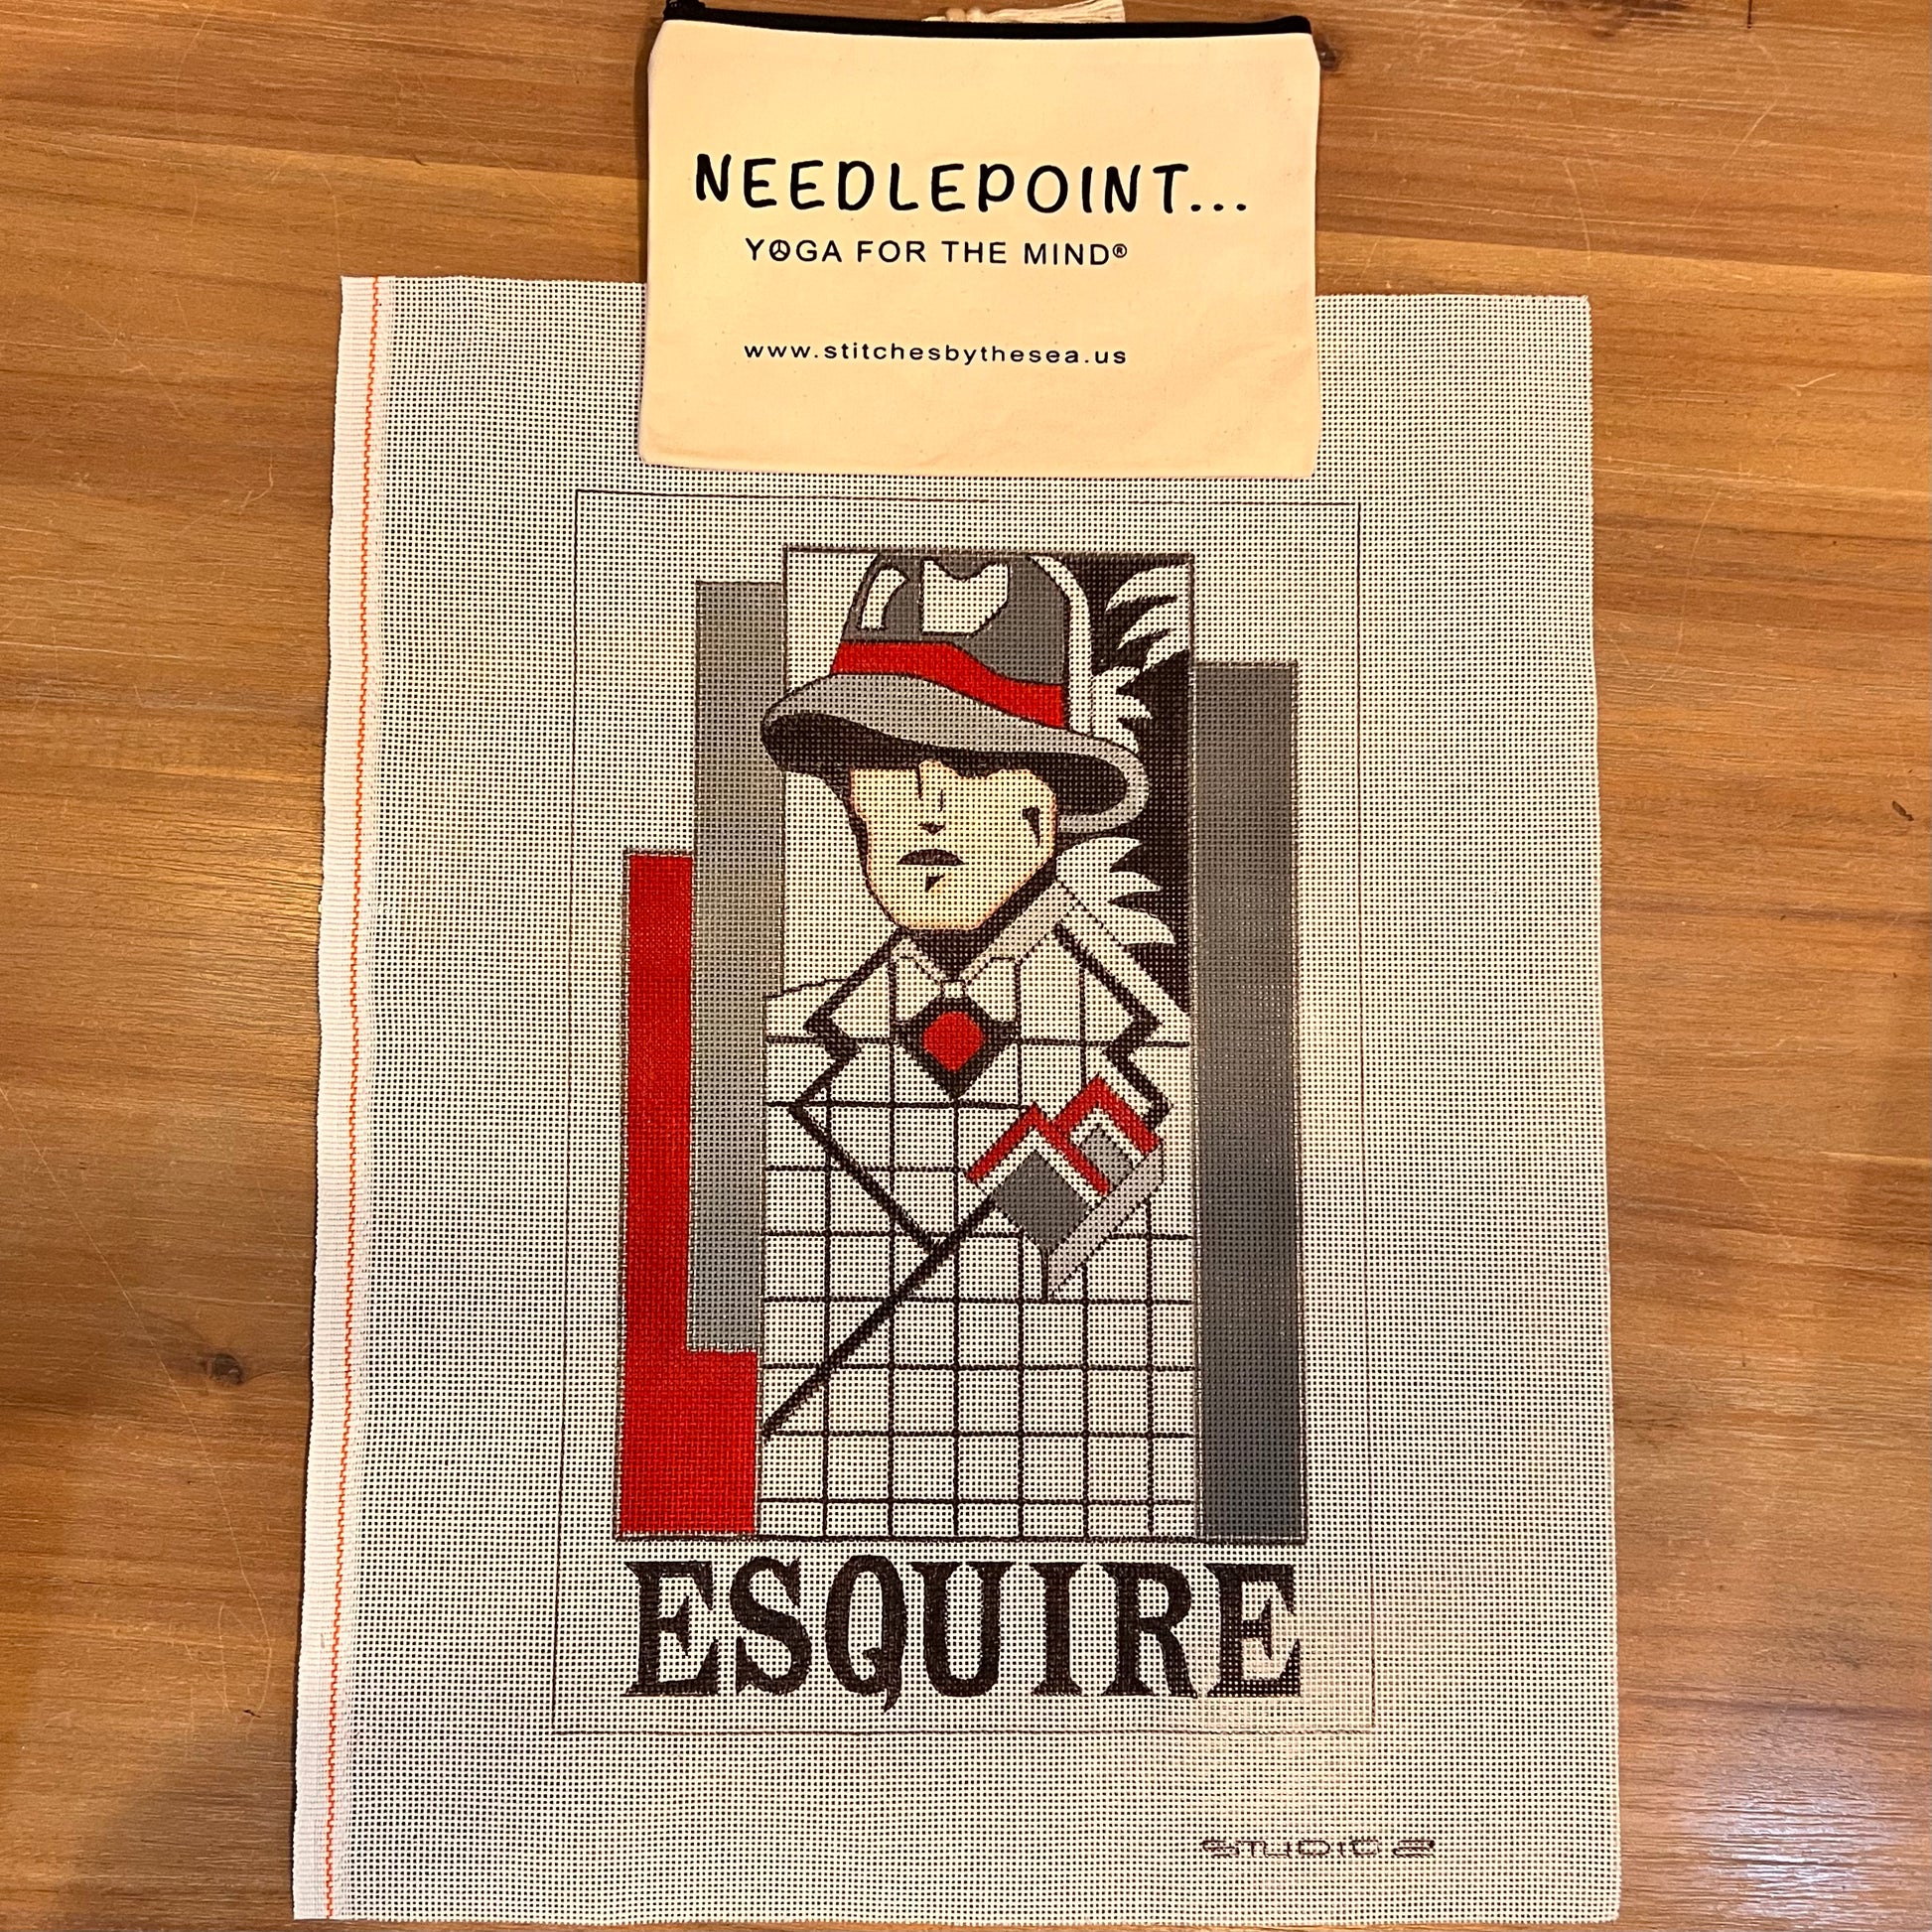 NEEDLEPOINT...
YOGA FOR THE MIND®
www.stitchesbythesea.us
ESQUIRE
STUDIO 2